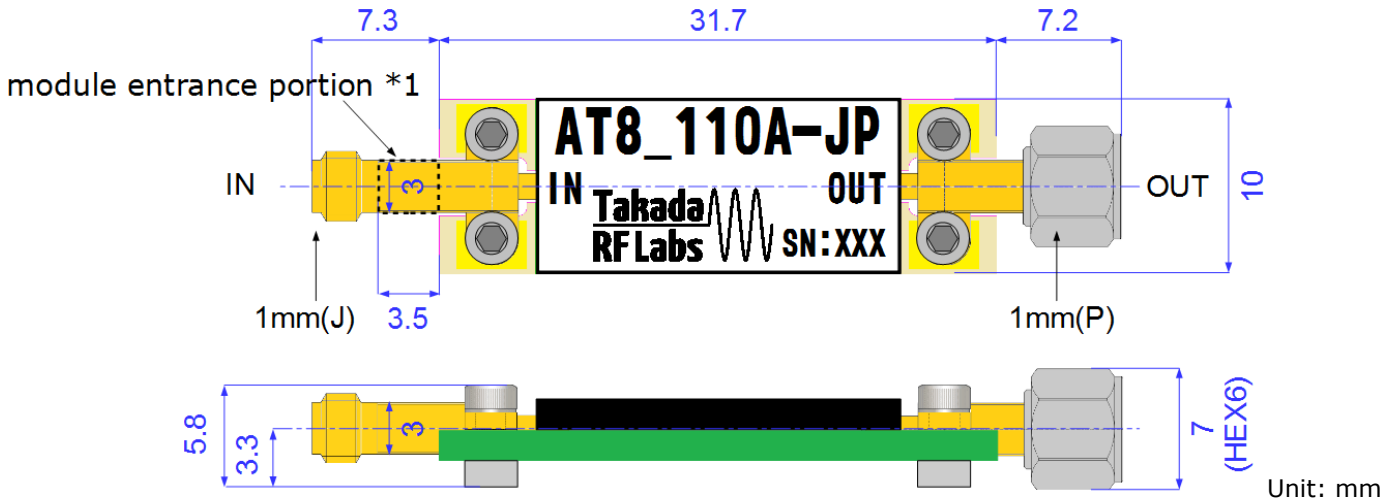 7.3
31.7
7.2
module entrance portion *1
AT8_110A-JP
IN
3
IN
OUT
OUT
10
Takada
RF Labs
SN:XXX
3.5
1mm(J)
1mm(P)
5.8
3.3
3
7
(HEX6)
Unit: mm